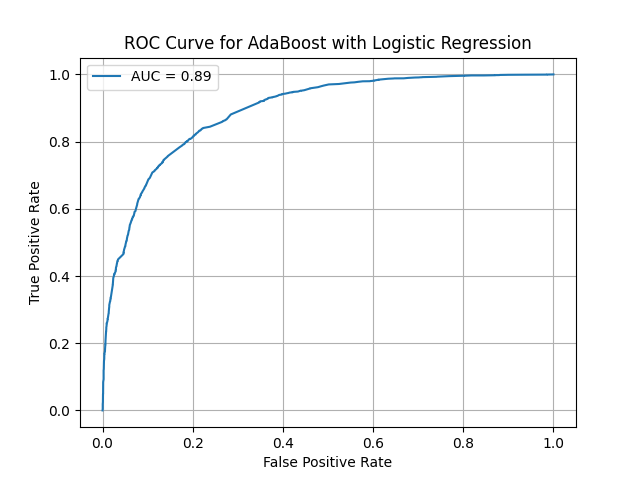 ROC Curve for AdaBoost with Logistic Regression
AUC = 0.89
1.0
0.8
0.6
0.4
0.2
0.0
True Positive Rate
0.0 0.2 0.4 0.6 0.8 1.0
False Positive Rate